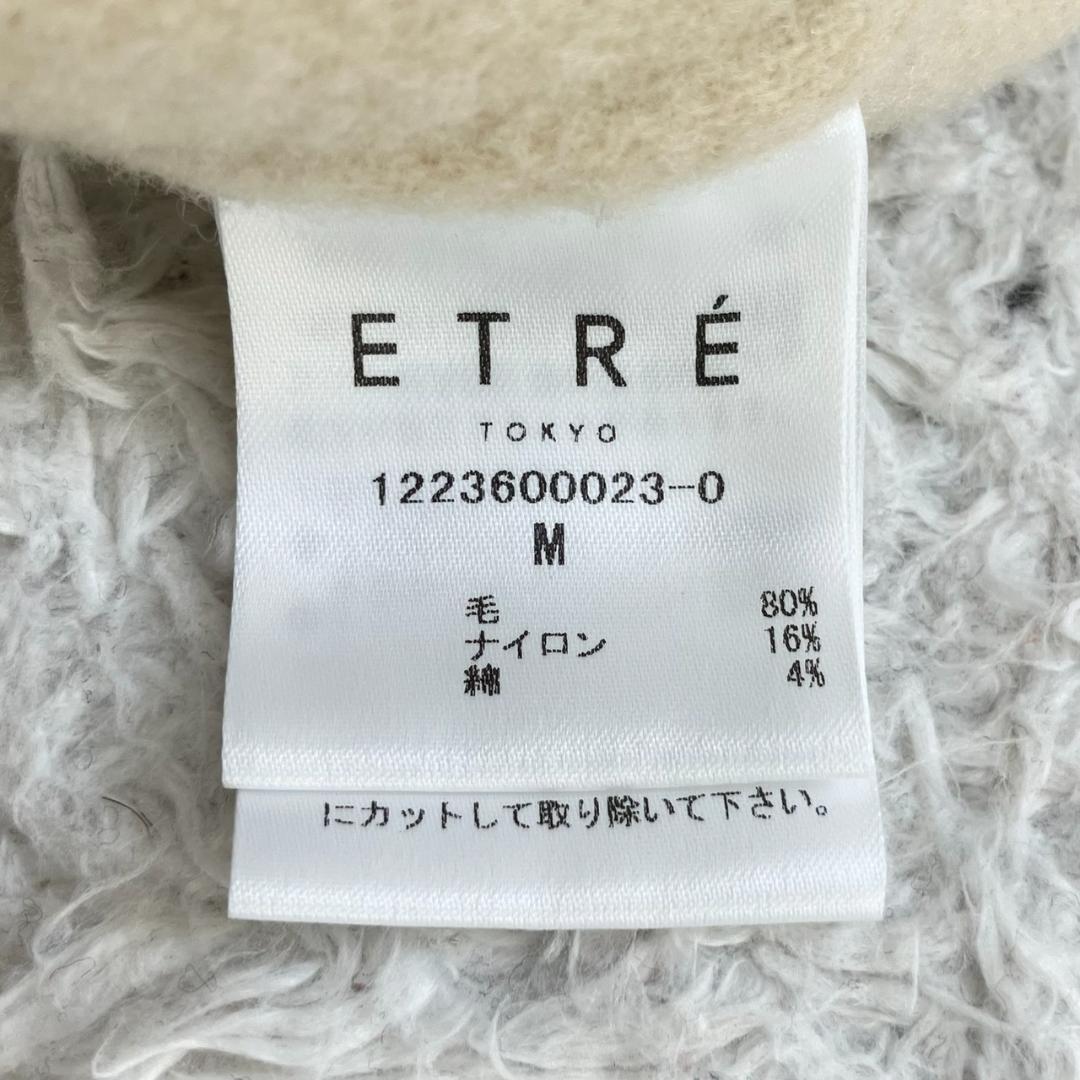 ETRÉ
TOKYO
1223600023-0
M
毛 80%
ナイロン 16%
綿 4%
にカットして取り除いて下さい。